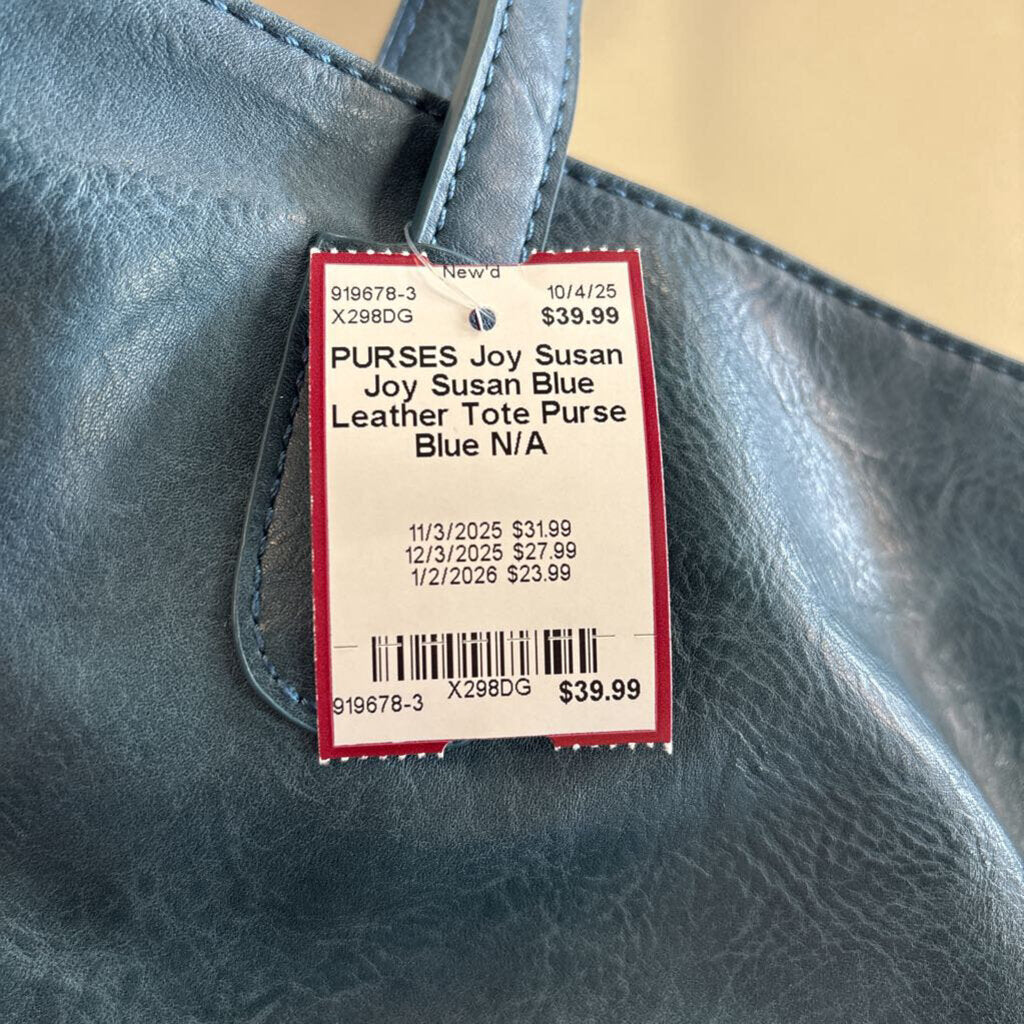 New'd
919678-3 10/4/25
X298DG $39.99
PURSES Joy Susan
Joy Susan Blue
Leather Tote Purse
Blue N/A
11/3/2025 $31.99
12/3/2025 $27.99
1/2/2026 $23.99
919678-3 X298DG $39.99